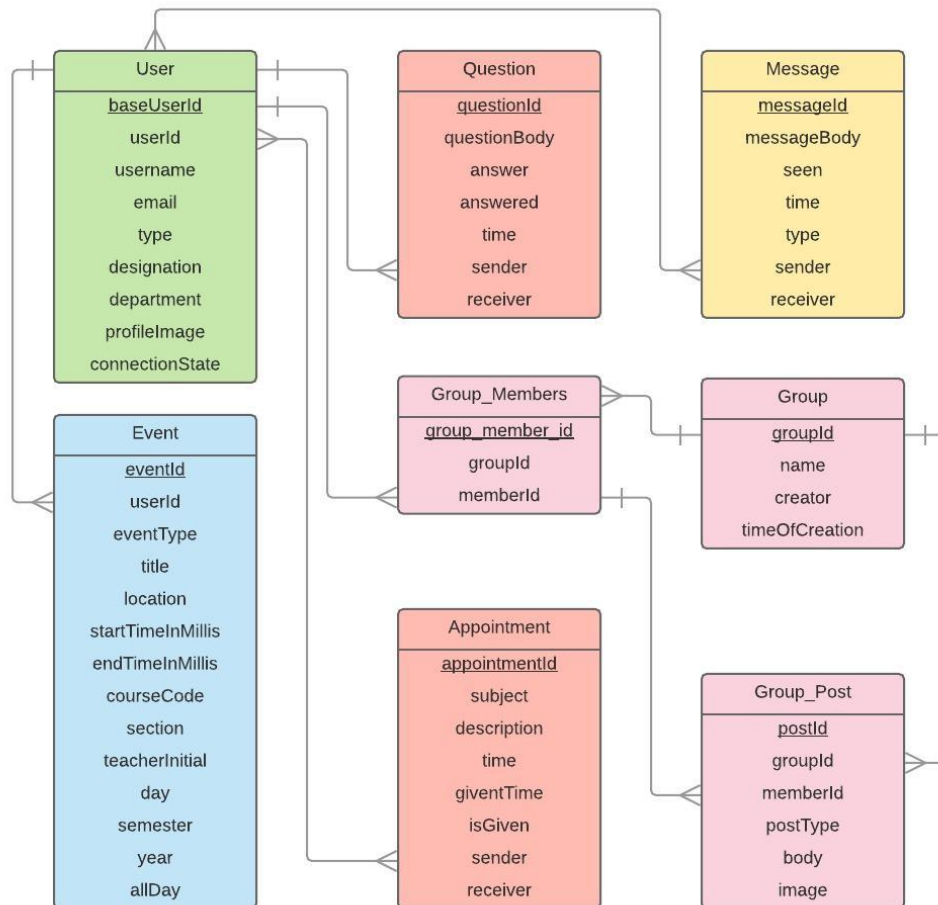 User
baseUserId
userId
username
email
type
designation
department
profileImage
connectionState
Question
questionId
questionBody
answer
answered
time
sender
receiver
Message
messageId
messageBody
seen
time
type
sender
receiver
Event
eventId
userId
eventType
title
location
startTimeInMillis
endTimeInMillis
courseCode
section
teacherInitial
day
semester
year
allDay
Group_Members
group_member_id
groupId
memberId
Group
groupId
name
creator
timeOfCreation
Appointment
appointmentId
subject
description
time
giventTime
isGiven
sender
receiver
Group_Post
postId
groupId
memberId
postType
body
image